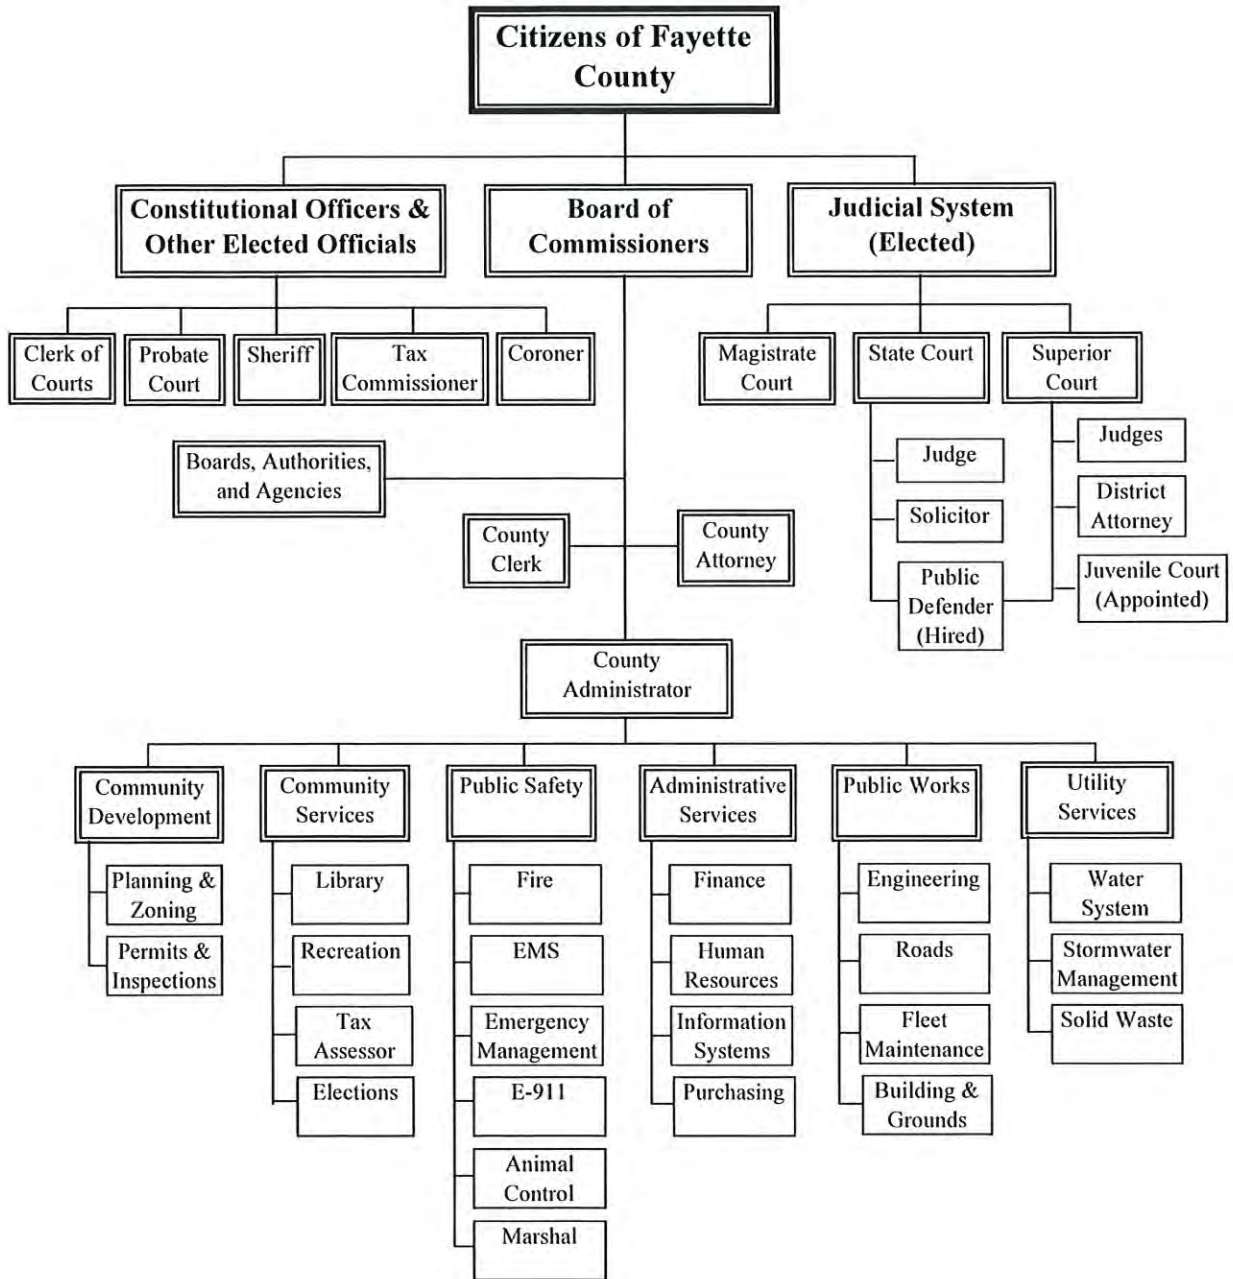 Citizens of Fayette
County
Constitutional Officers &
Other Elected Officials
Board of
Commissioners
Judicial System
(Elected)
Clerk of
Courts
Probate
Court
Sheriff
Tax
Commissioner
Coroner
Magistrate
Court
State Court
Superior
Court
Boards, Authorities,
and Agencies
Judge
Judges
Solicitor
District
Attorney
County
Clerk
County
Attorney
Public
Defender
(Hired)
Juvenile Court
(Appointed)
County
Administrator
Community
Development
Community
Services
Public Safety
Administrative
Services
Public Works
Utility
Services
Planning &
Zoning
Permits &
Inspections
Library
Recreation
Tax
Assessor
Elections
Fire
EMS
Emergency
Management
E-911
Animal
Control
Marshal
Finance
Human
Resources
Information
Systems
Purchasing
Engineering
Roads
Fleet
Maintenance
Building &
Grounds
Water
System
Stormwater
Management
Solid Waste